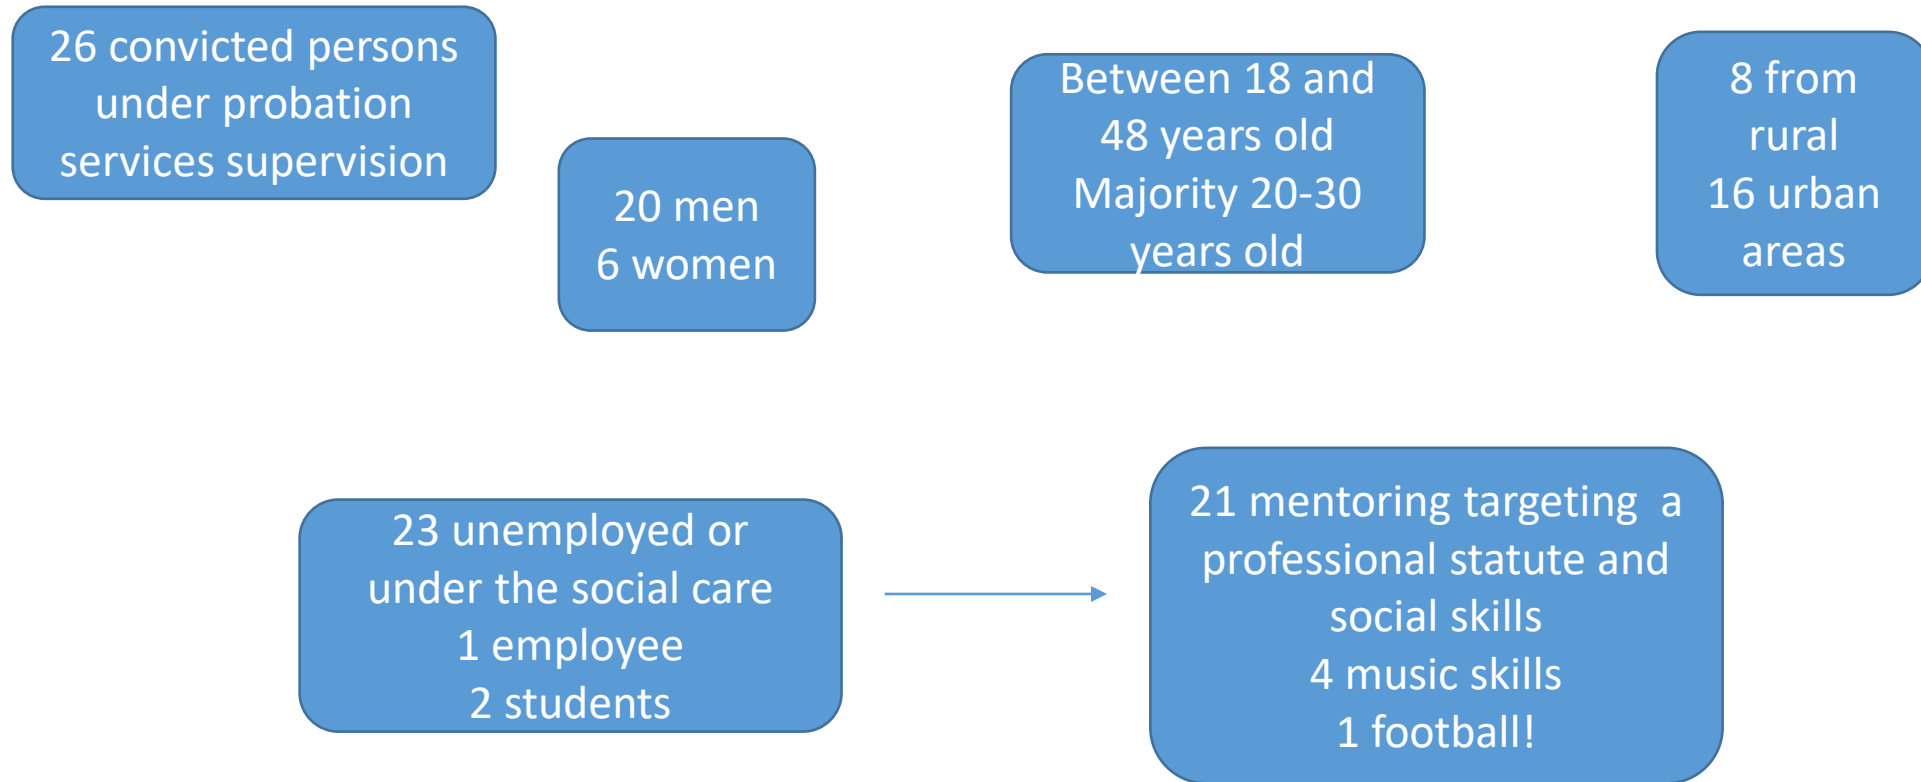 26 convicted persons
under probation
services supervision
20 men
6 women
Between 18 and
48 years old
Majority 20-30
years old
8 from
rural
16 urban
areas
23 unemployed or
under the social care
1 employee
2 students
21 mentoring targeting  a
professional statute and
social skills
4 music skills
1 football!